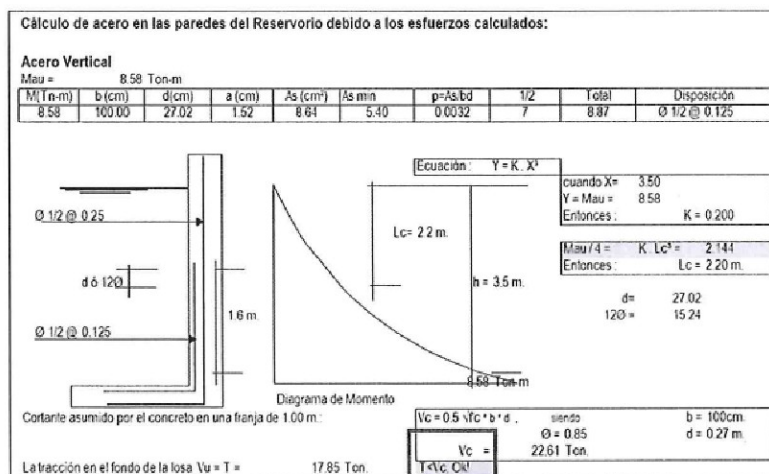 Cálculo de acero en las paredes del Reservorio debido a los esfuerzos calculados:
Acero Vertical
Mau = 8.58 Ton-m
M(Tn-m) b (cm) d(cm) a (cm) As (cm²) As min p=As/bd 1/2 Total Disposición
8.58 100.00 27.02 1.52 8.64 5.40 0.0032 7 8.87 Ø 1/2 @ 0.125
Ecuación : Y = K . X³
cuando X= 3.50
Y = Mau = 8.58
Entonces : K = 0.200
Ø 1/2 @ 0.25
Lc= 2.2 m.
Mau / 4 = K. Lc³ = 2.144
Entonces : Lc = 2.20 m.
d ó 12Ø
h = 3.5 m.
d= 27.02
12Ø = 15.24
1.6 m.
Ø 1/2 @ 0.125
8.58 Ton-m
Diagrama de Momento
Cortante asumido por el concreto en una franja de 1.00 m.:
Vc = 0.5 √f'c * b * d , siendo b = 100cm.
Ø = 0.85 d = 0.27 m.
Vc = 22.61 Ton.
La tracción en el fondo de la losa Vu = T = 17.85 Ton. T<Vc, Ok!